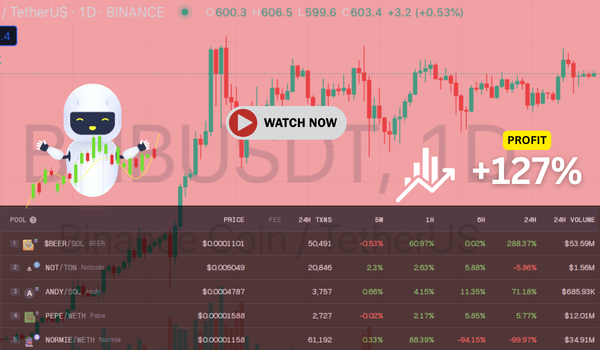 / TetherUS · 1D · BINANCE O600.3 H606.5 L599.6 C603.4 +3.2 (+0.53%)
.4
BNBUSDT, 1D
WATCH NOW
PROFIT
+127%
Binance Coin / TetherUS
POOL PRICE FEE 24H TXNS 5M 1H 6H 24H 24H VOLUME
1 $BEER/SOL BEER $0.0001101 50,491 -0.53% 60.97% 0.02% 288.37% $53.59M
2 NOT/TON Notcoin $0.005049 20,846 2.3% 2.63% 5.88% -5.86% $1.56M
3 ANDY/SOL Andy $0.0004787 3,757 0.66% 4.15% 11.35% 71.18% $685.93K
4 PEPE/WETH Pepe $0.00001588 2,727 -0.02% 2.17% 5.85% 5.77% $12.01M
5 NORMIE/WETH Normie $0.00001158 61,192 0.33% 88.39% -94.15% -99.97% $34.91M